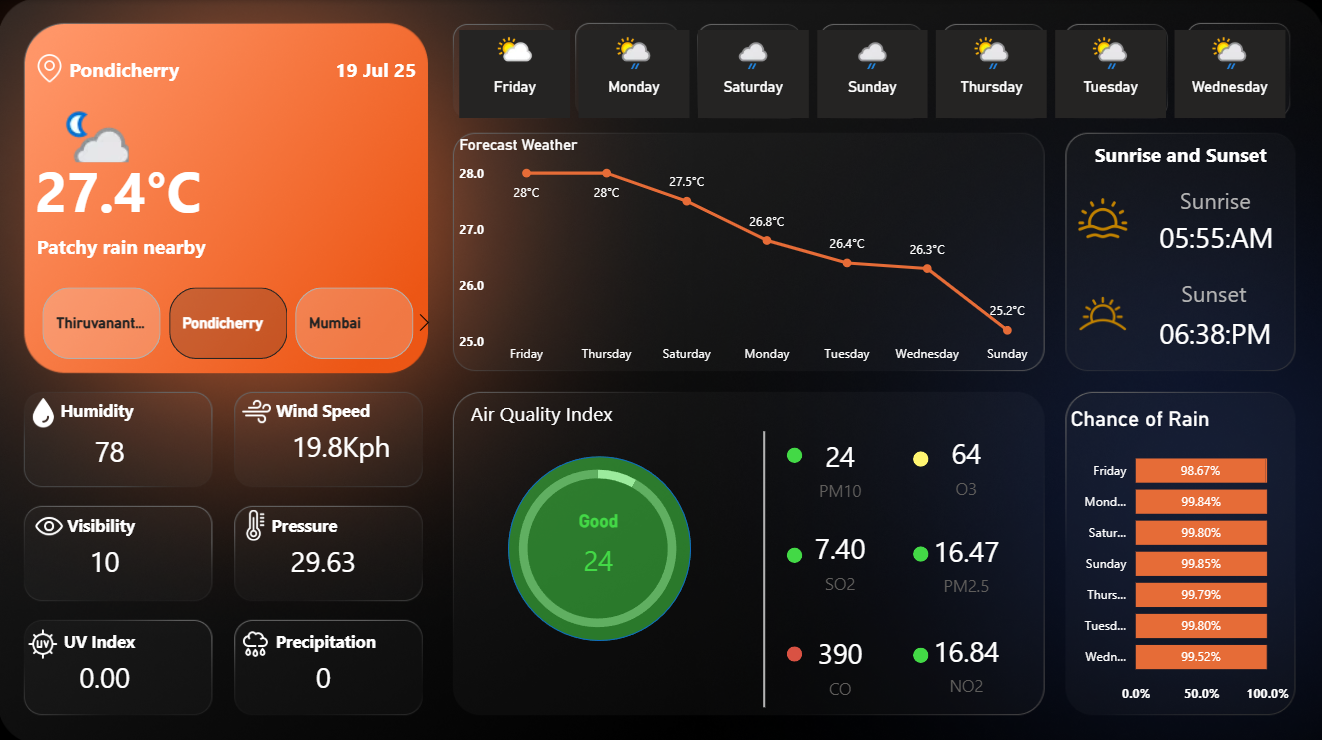 Pondicherry
19 Jul 25
27.4°C
Patchy rain nearby
Thiruvanant...
Pondicherry
Mumbai
Friday
Monday
Saturday
Sunday
Thursday
Tuesday
Wednesday
Forecast Weather
28.0
27.0
26.0
25.0
28°C
28°C
27.5°C
26.8°C
26.4°C
26.3°C
25.2°C
Friday
Thursday
Saturday
Monday
Tuesday
Wednesday
Sunday
Sunrise and Sunset
Sunrise
05:55:AM
Sunset
06:38:PM
Humidity
78
Wind Speed
19.8Kph
Visibility
10
Pressure
29.63
UV
UV Index
0.00
Precipitation
0
Air Quality Index
Good
24
24
PM10
64
O3
7.40
SO2
16.47
PM2.5
390
CO
16.84
NO2
Chance of Rain
Friday 98.67%
Mond... 99.84%
Satur... 99.80%
Sunday 99.85%
Thurs... 99.79%
Tuesd... 99.80%
Wedn... 99.52%
0.0% 50.0% 100.0%